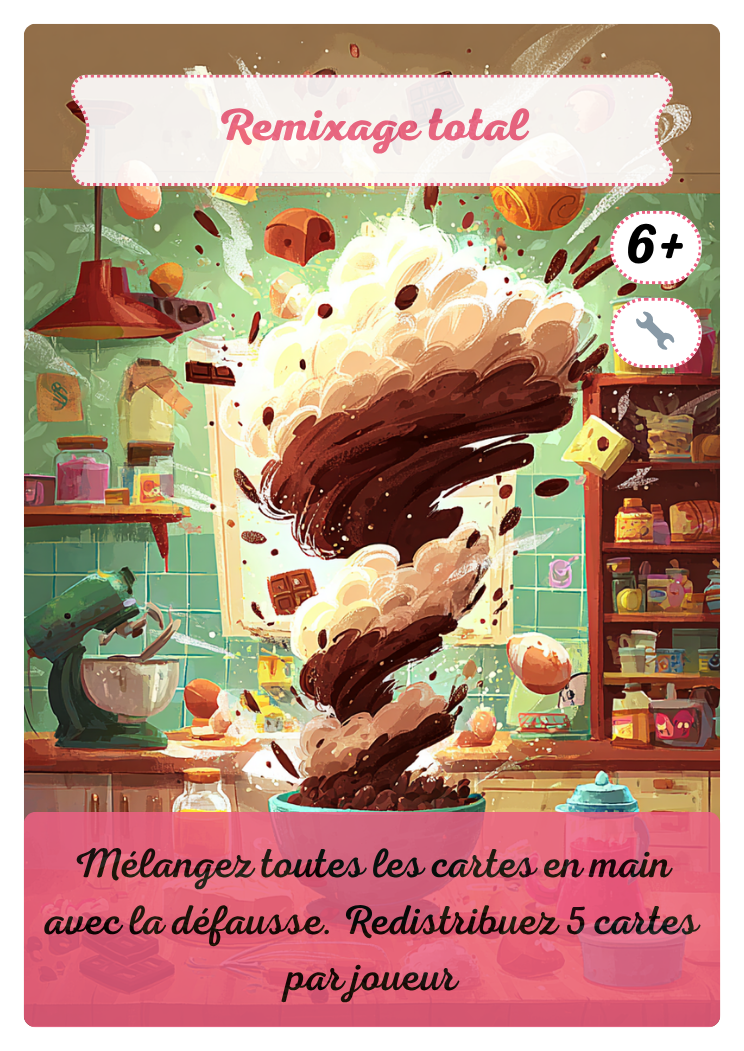 Remixage total
6+
Mélangez toutes les cartes en main
avec la défausse. Redistribuez 5 cartes
par joueur